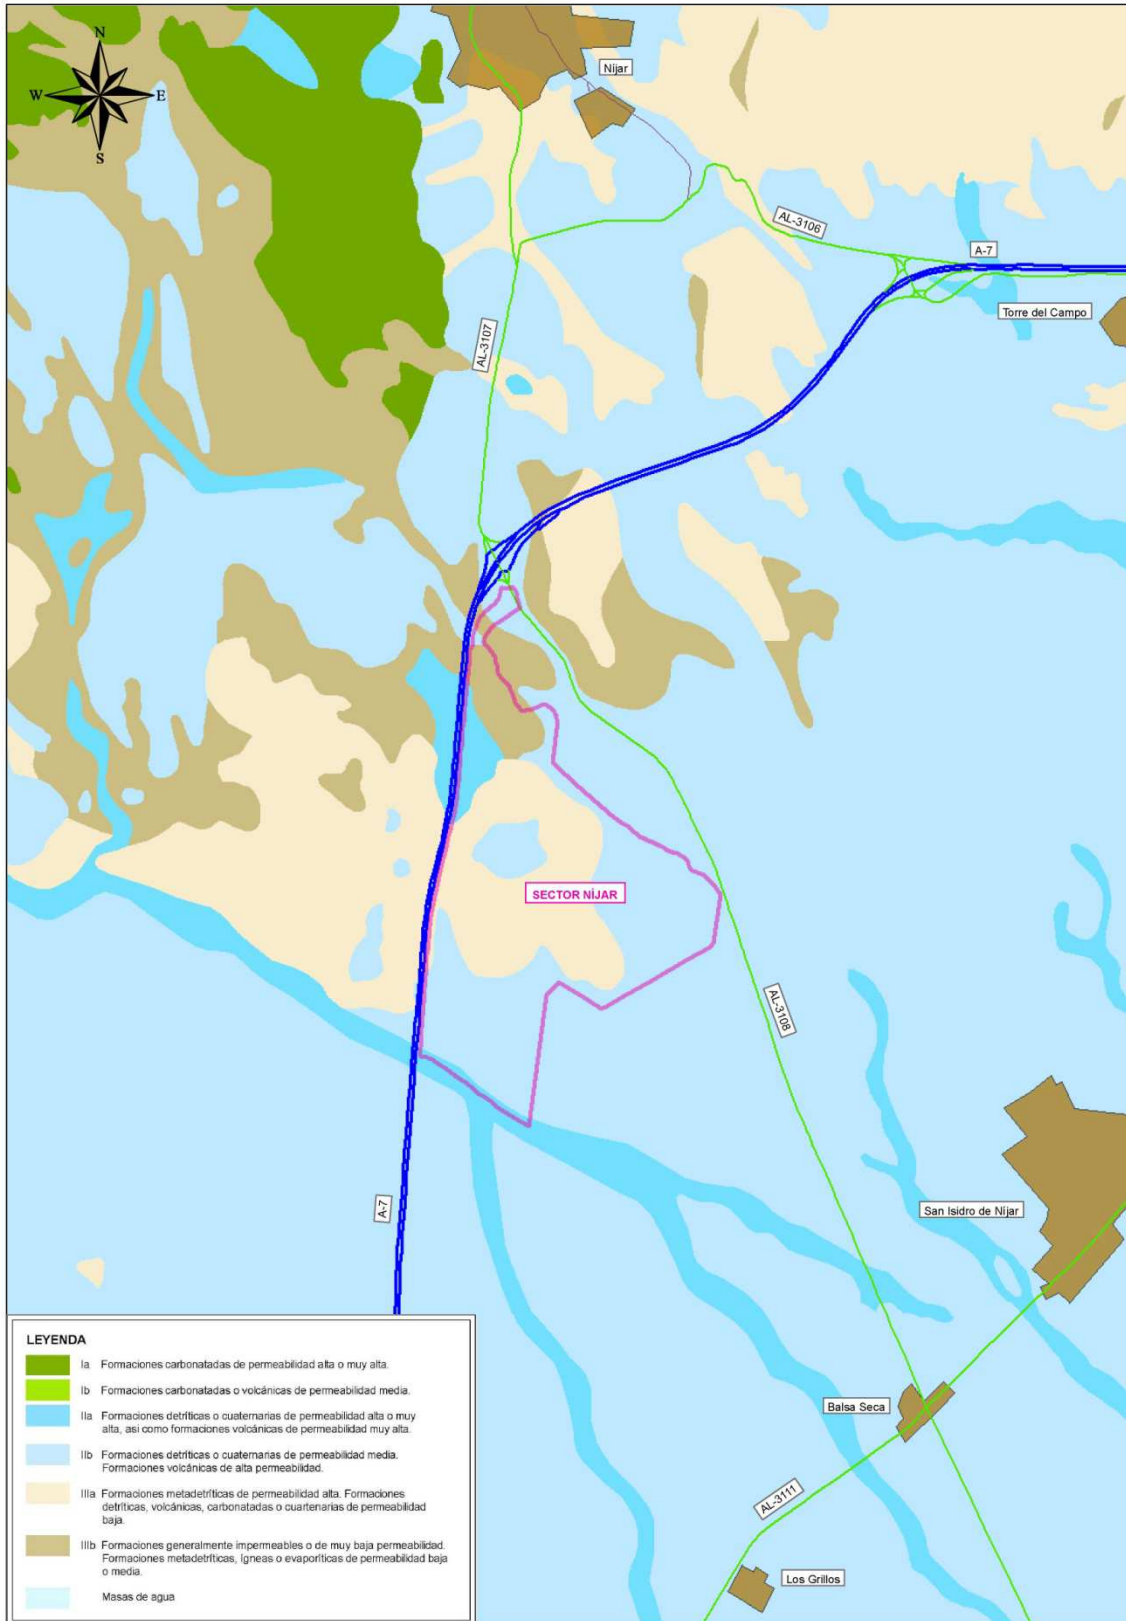 N
W E
S
Níjar
AL-3106
A-7
Torre del Campo
AL-3107
SECTOR NÍJAR
AL-3108
A-7
San Isidro de Níjar
Balsa Seca
AL-3111
Los Grillos
LEYENDA
Ia Formaciones carbonatadas de permeabilidad alta o muy alta.
Ib Formaciones carbonatadas o volcánicas de permeabilidad media.
IIa Formaciones detríticas o cuaternarias de permeabilidad alta o muy
alta, asi como formaciones volcánicas de permeabilidad muy alta.
IIb Formaciones detríticas o cuaternarias de permeabilidad media.
Formaciones volcánicas de alta permeabilidad.
IIIa Formaciones metadetríticas de permeabilidad alta. Formaciones
detríticas, volcánicas, carbonatadas o cuartenarias de permeabilidad
baja.
IIIb Formaciones generalmente impermeables o de muy baja permeabilidad.
Formaciones metadetríticas, ígneas o evaporíticas de permeabilidad baja
o media.
Masas de agua